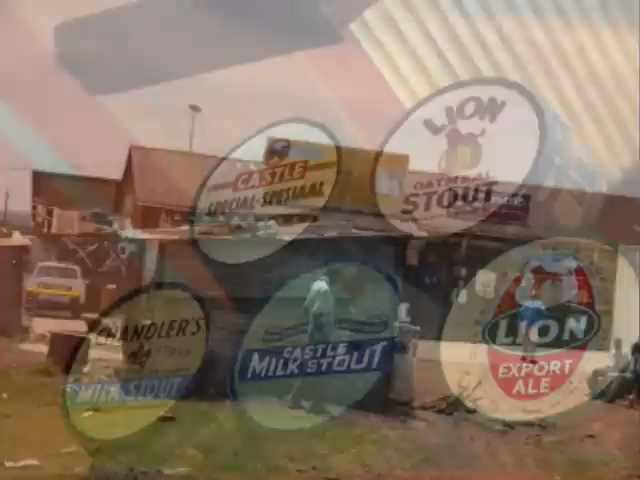 LION
OATMEAL
STOUT
CASTLE
SPECIAL-SPESIAAL
LION
EXPORT
ALE
CHANDLER'S
MILK STOUT
CASTLE
MILK STOUT